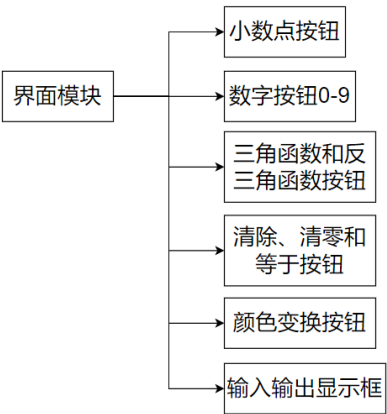 小数点按钮
界面模块
数字按钮0-9
三角函数和反
三角函数按钮
清除、清零和
等于按钮
颜色变换按钮
输入输出显示框